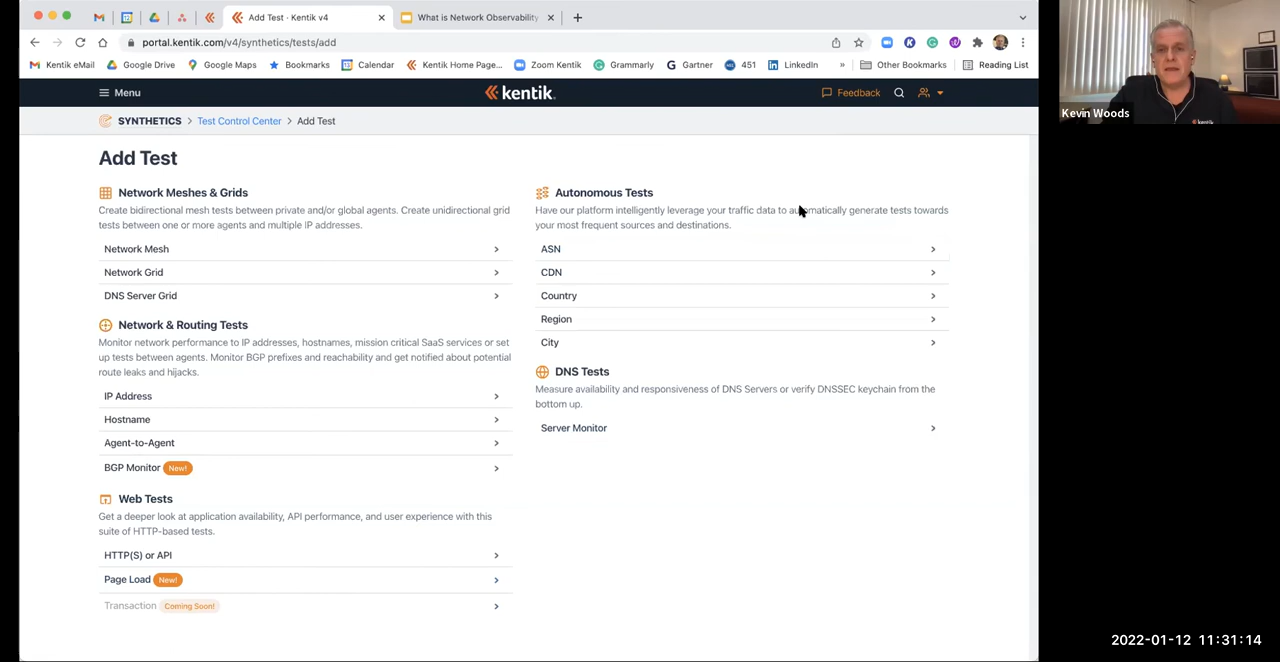 Add Test · Kentik v4
What is Network Observability
portal.kentik.com/v4/synthetics/tests/add
Kentik eMail
Google Drive
Google Maps
Bookmarks
Calendar
Kentik Home Page...
Zoom Kentik
Grammarly
Gartner
451
LinkedIn
»
Other Bookmarks
Reading List
Menu
kentik
Feedback
SYNTHETICS > Test Control Center > Add Test
Add Test
Network Meshes & Grids
Create bidirectional mesh tests between private and/or global agents. Create unidirectional grid
tests between one or more agents and multiple IP addresses.
Network Mesh
Network Grid
DNS Server Grid
Network & Routing Tests
Monitor network performance to IP addresses, hostnames, mission critical SaaS services or set
up tests between agents. Monitor BGP prefixes and reachability and get notified about potential
route leaks and hijacks.
IP Address
Hostname
Agent-to-Agent
BGP Monitor New!
Web Tests
Get a deeper look at application availability, API performance, and user experience with this
suite of HTTP-based tests.
HTTP(S) or API
Page Load New!
Transaction Coming Soon!
Autonomous Tests
Have our platform intelligently leverage your traffic data to automatically generate tests towards
your most frequent sources and destinations.
ASN
CDN
Country
Region
City
DNS Tests
Measure availability and responsiveness of DNS Servers or verify DNSSEC keychain from the
bottom up.
Server Monitor
Kevin Woods
kentik
2022-01-12 11:31:14